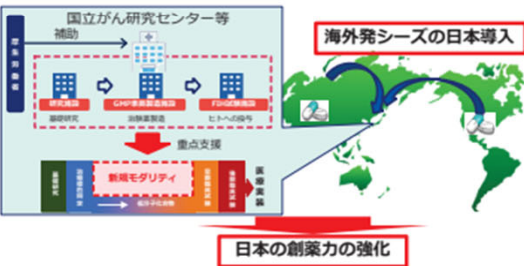 国立がん研究センター等
補助
厚生労働省
研究施設
GMP準拠製造施設
FIH試験施設
基礎研究
治験薬製造
ヒトへの投与
重点支援
新規モダリティ
海外発シーズの日本導入
日本の創薬力の強化